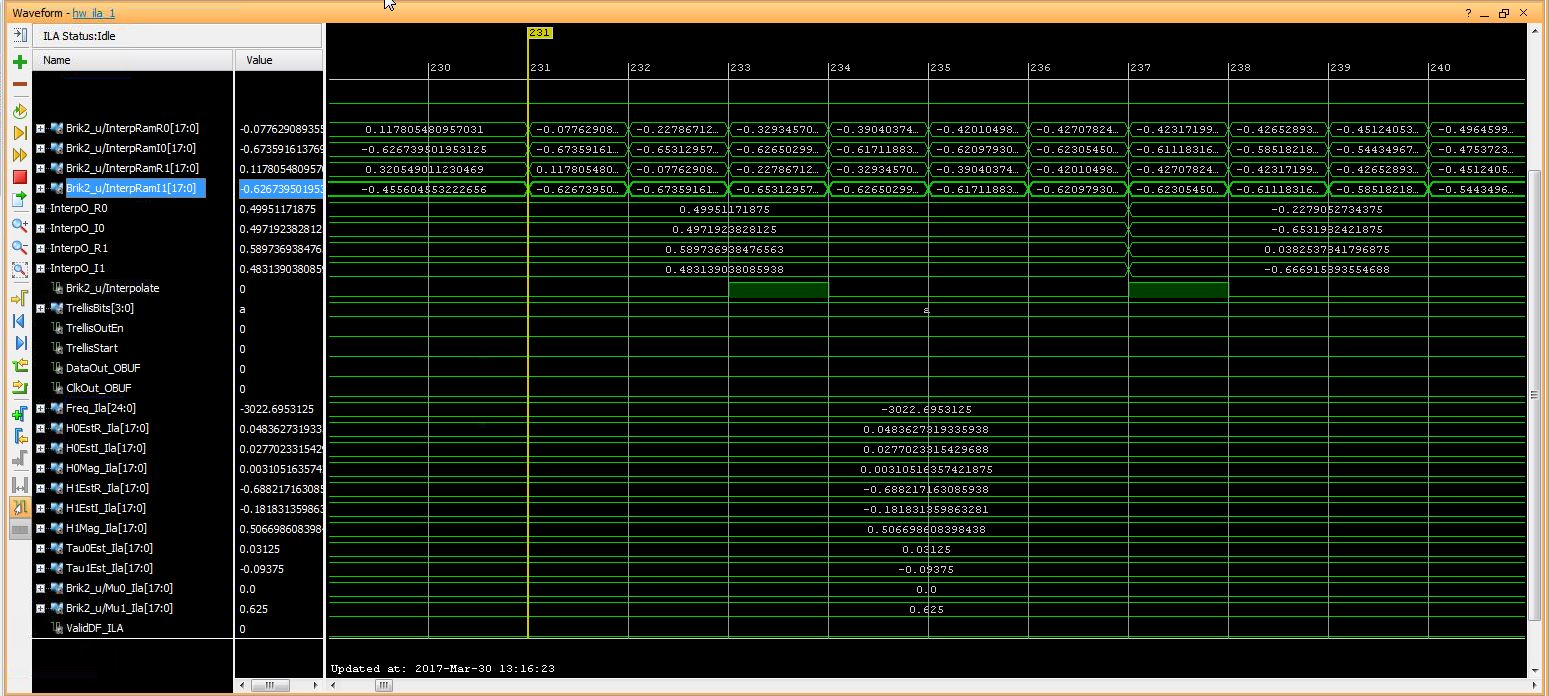 Waveform - hw_ila_1
ILA Status:Idle
Name Value
231
230 231 232 233 234 235 236 237 238 239 240
Brik2_u/InterpRamR0[17:0] -0.077629089355 0.117805480957031 -0.07762908... -0.22786712... -0.32934570... -0.39040374... -0.42010498... -0.42707824... -0.42317199... -0.42652893... -0.45124053... -0.4964599...
Brik2_u/InterpRamI0[17:0] -0.673591613769 -0.626739501953125 -0.67359161... -0.65312957... -0.62650299... -0.61711883... -0.62097930... -0.62305450... -0.61118316... -0.58518218... -0.54434967... -0.4753723...
Brik2_u/InterpRamR1[17:0] 0.117805480957 0.320549011230469 0.117805480... -0.07762908... -0.22786712... -0.32934570... -0.39040374... -0.42010498... -0.42707824... -0.42317199... -0.42652893... -0.4512405...
Brik2_u/InterpRamI1[17:0] -0.626739501953 -0.455604553222656 -0.62673950... -0.67359161... -0.65312957... -0.62650299... -0.61711883... -0.62097930... -0.62305450... -0.61118316... -0.58518218... -0.5443496...
InterpO_R0 0.49951171875 0.49951171875 -0.2279052734375
InterpO_I0 0.497192382812 0.4971923828125 -0.6531982421875
InterpO_R1 0.589736938476 0.589736938476563 0.0382537841796875
InterpO_I1 0.483139038085 0.483139038085938 -0.666915893554688
Brik2_u/Interpolate 0
TrellisBits[3:0] a a
TrellisOutEn 0
TrellisStart 0
DataOut_OBUF 0
ClkOut_OBUF 0
Freq_Ila[24:0] -3022.6953125 -3022.6953125
H0EstR_Ila[17:0] 0.048362731933 0.0483627319335938
H0EstI_Ila[17:0] 0.027702331542 0.0277023315429688
H0Mag_Ila[17:0] 0.003105163574 0.00310516357421875
H1EstR_Ila[17:0] -0.688217163085 -0.688217163085938
H1EstI_Ila[17:0] -0.181831359863 -0.181831359863281
H1Mag_Ila[17:0] 0.506698608398 0.506698608398438
Tau0Est_Ila[17:0] 0.03125 0.03125
Tau1Est_Ila[17:0] -0.09375 -0.09375
Brik2_u/Mu0_Ila[17:0] 0.0 0.0
Brik2_u/Mu1_Ila[17:0] 0.625 0.625
ValidDF_ILA 0
Updated at: 2017-Mar-30 13:16:23